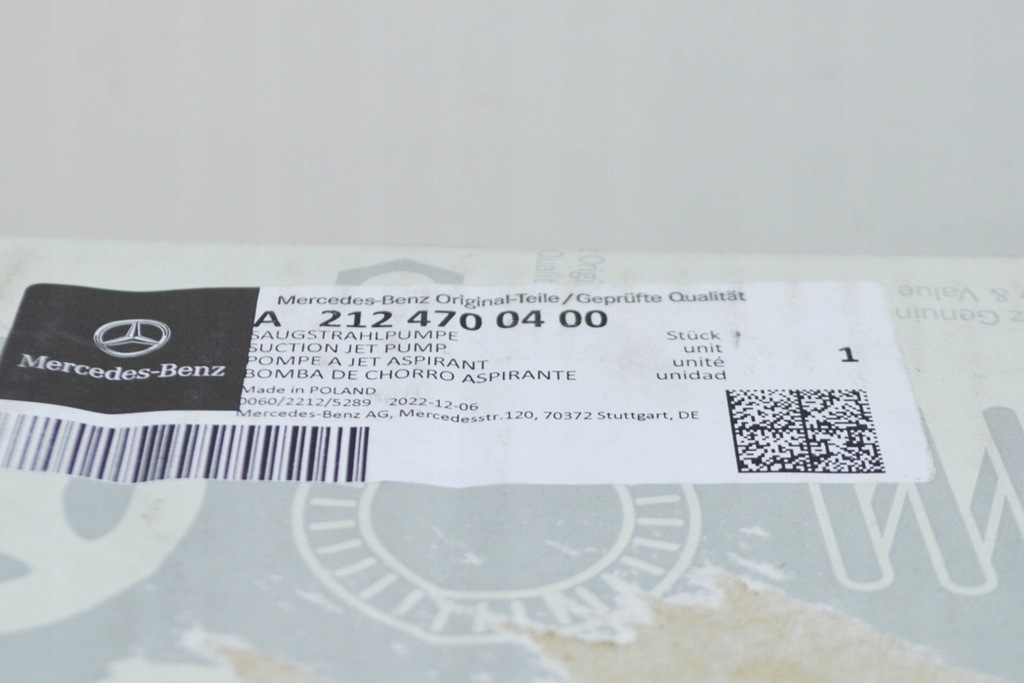 Mercedes-Benz Original-Teile/Geprüfte Qualität
A 212 470 04 00
SAUGSTRAHLPUMPE Stück
SUCTION JET PUMP unit
POMPE A JET ASPIRANT unité
BOMBA DE CHORRO ASPIRANTE unidad
1
Made in POLAND
0060/2212/5289 2022-12-06
Mercedes-Benz AG, Mercedesstr.120, 70372 Stuttgart, DE
Mercedes-Benz
& Value
Genuin